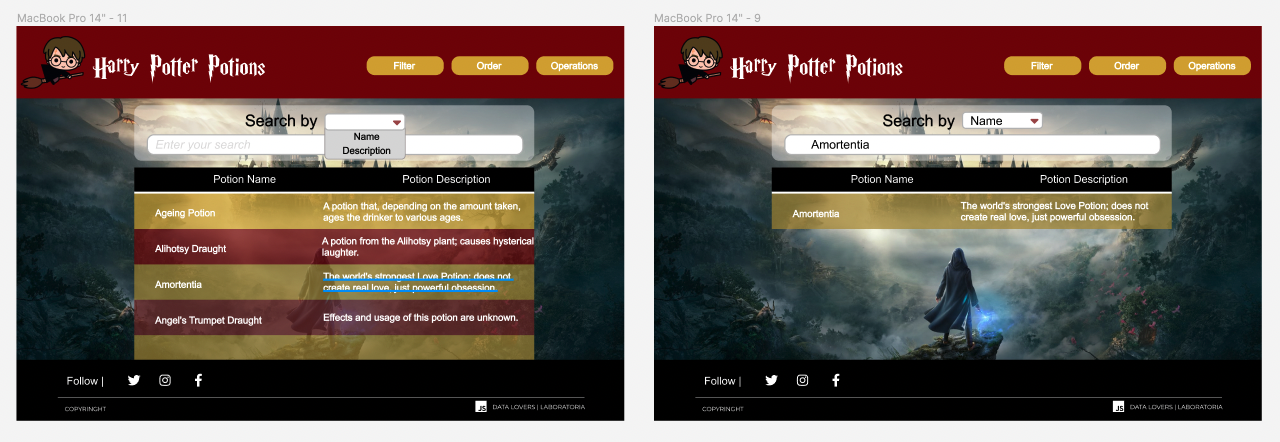 MacBook Pro 14" - 11
Harry Potter Potions
Filter
Order
Operations
Search by
Name
Description
Enter your search
Potion Name
Potion Description
Ageing Potion
A potion that, depending on the amount taken,
ages the drinker to various ages.
Alihotsy Draught
A potion from the Alihotsy plant; causes hysterical
laughter.
Amortentia
The world's strongest Love Potion; does not
create real love, just powerful obsession.
Angel's Trumpet Draught
Effects and usage of this potion are unknown.
Follow |
COPYRINGHT
JS
DATA LOVERS | LABORATORIA
MacBook Pro 14" - 9
Harry Potter Potions
Filter
Order
Operations
Search by
Name
Amortentia
Potion Name
Potion Description
Amortentia
The world's strongest Love Potion; does not
create real love, just powerful obsession.
Follow |
COPYRINGHT
JS
DATA LOVERS | LABORATORIA